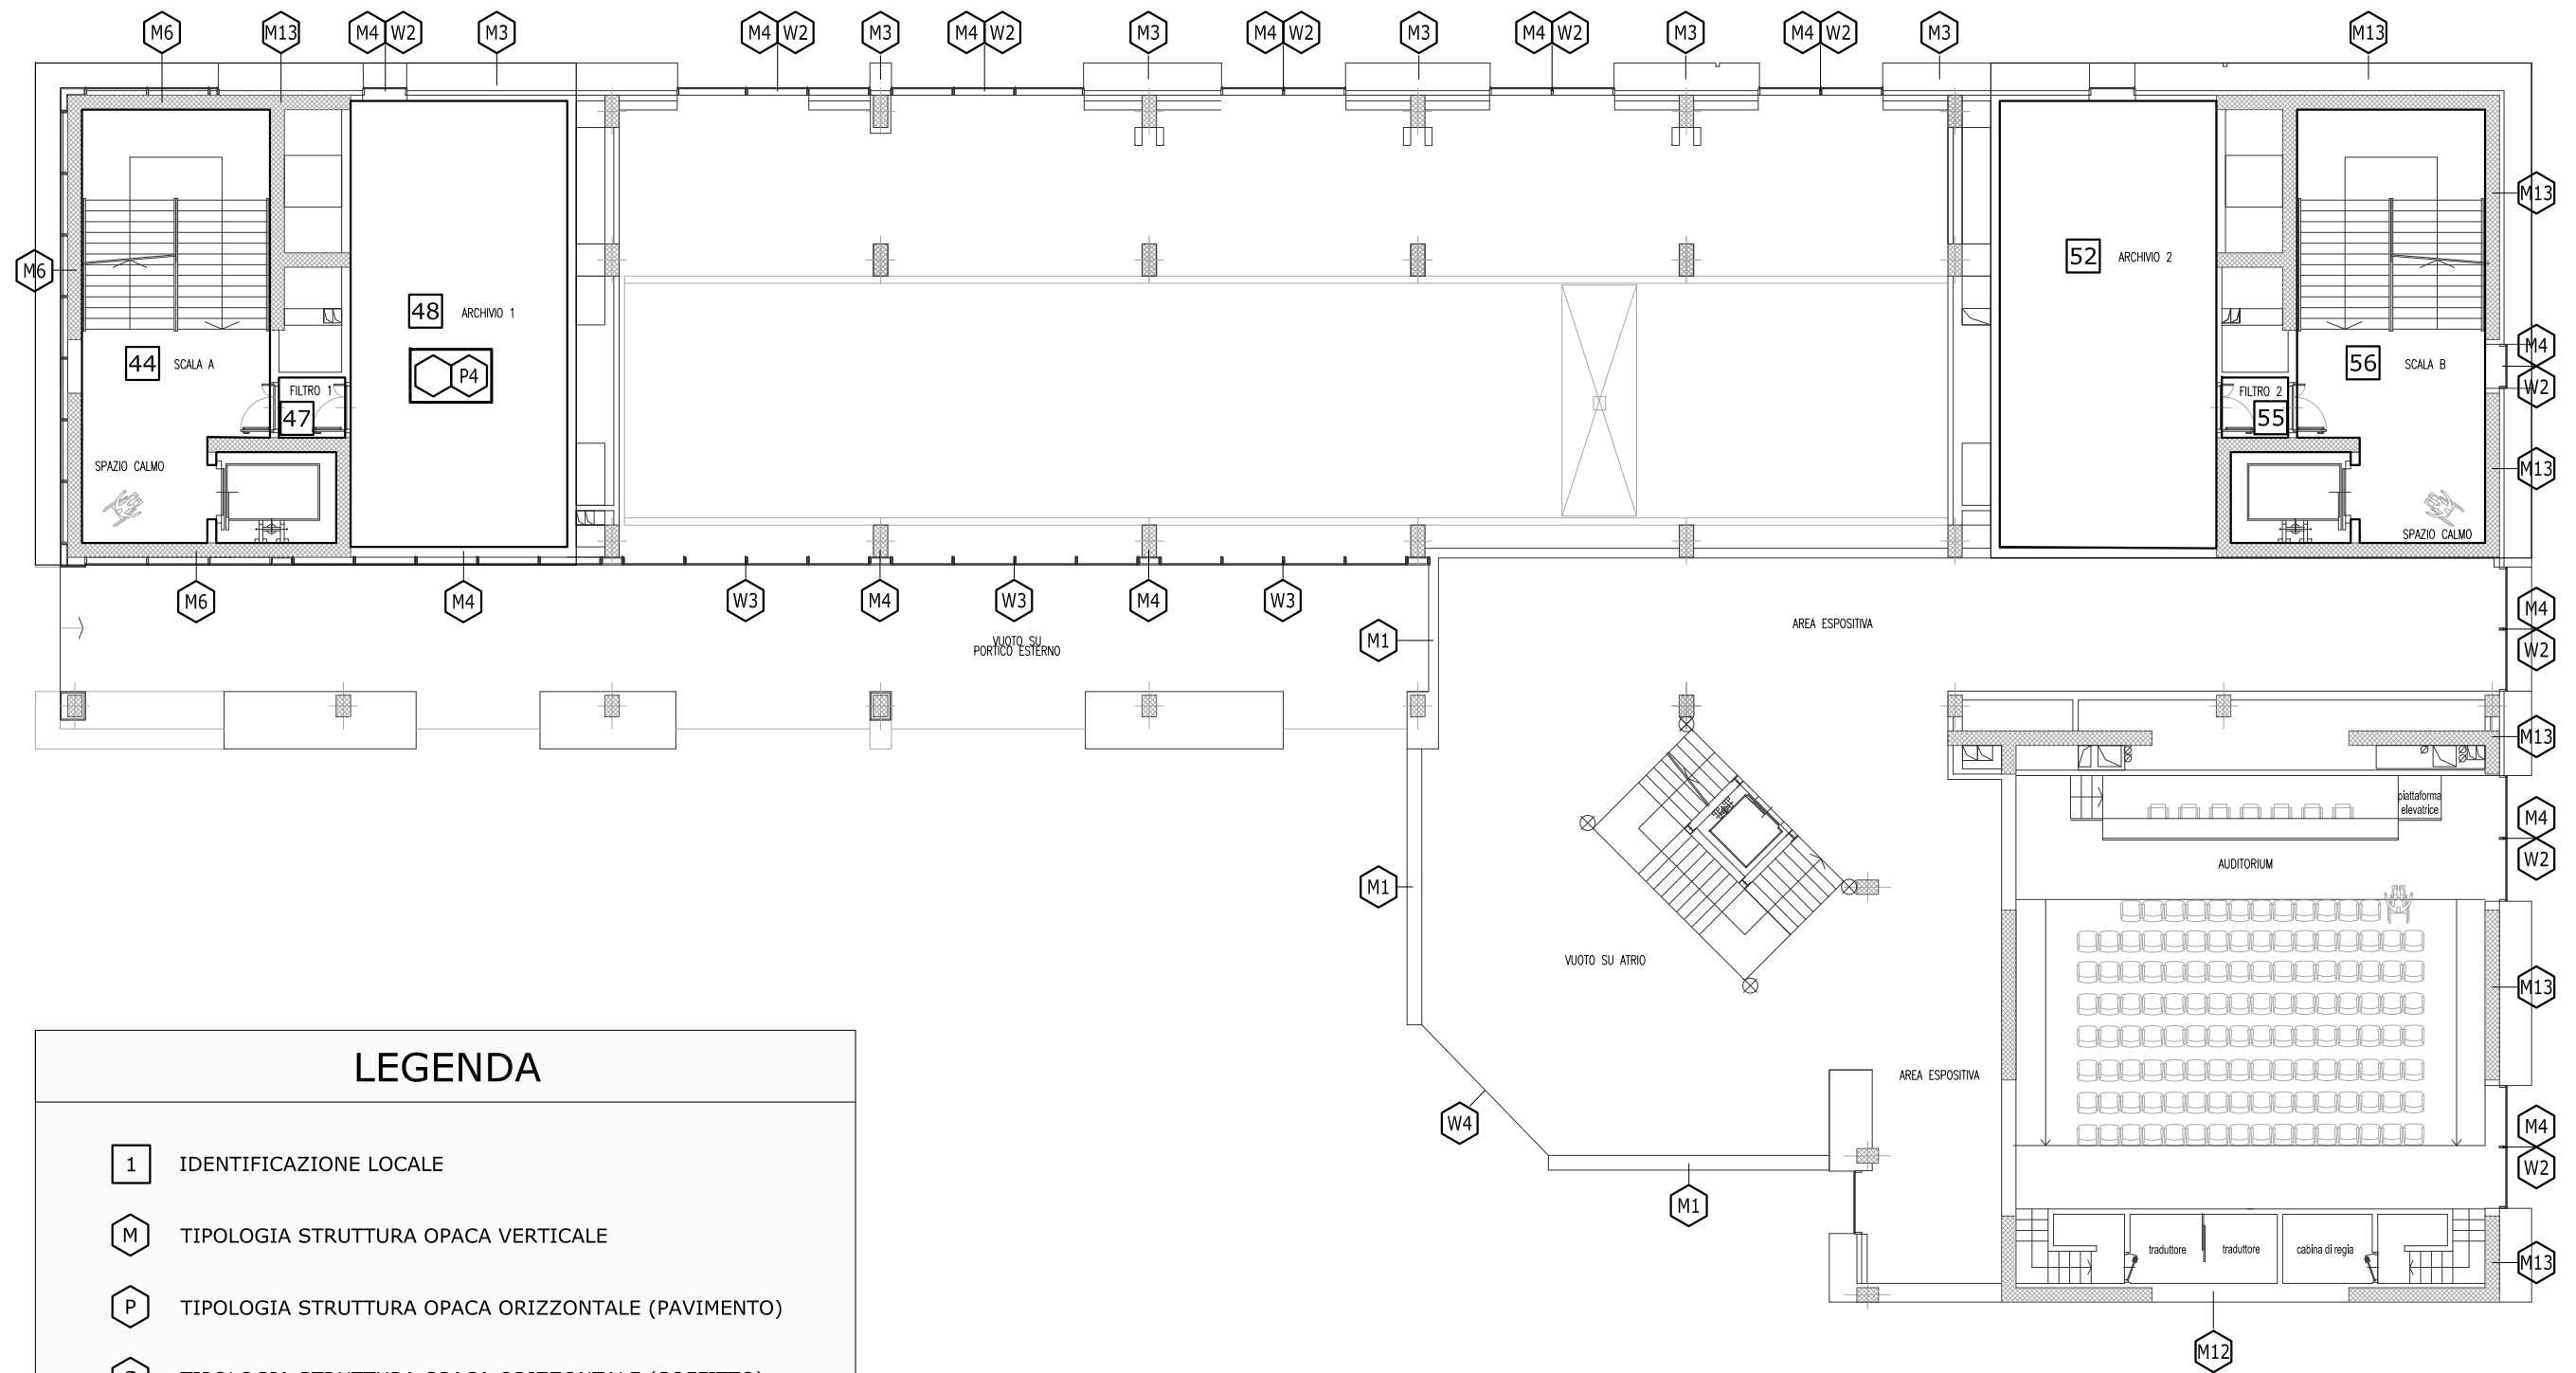 M6 M13 M4 W2 M3 M4 W2 M3 M4 W2 M3 M4 W2 M3 M4 W2 M3 M4 W2 M3 M13
M13
M6
52 ARCHIVIO 2
48 ARCHIVIO 1
44 SCALA A
P4
56 SCALA B
M4
W2
FILTRO 1
47
FILTRO 2
55
SPAZIO CALMO
M13
SPAZIO CALMO
M6 M4 W3 M4 W3 M4 W3
M4
W2
VUOTO SU
PORTICO ESTERNO
M1
AREA ESPOSITIVA
M13
piattaforma
elevatrice
M4
W2
AUDITORIUM
M1
VUOTO SU ATRIO
M13
AREA ESPOSITIVA
W4
M4
W2
M1
traduttore traduttore cabina di regia
M13
M12
LEGENDA
1 IDENTIFICAZIONE LOCALE
M TIPOLOGIA STRUTTURA OPACA VERTICALE
P TIPOLOGIA STRUTTURA OPACA ORIZZONTALE (PAVIMENTO)